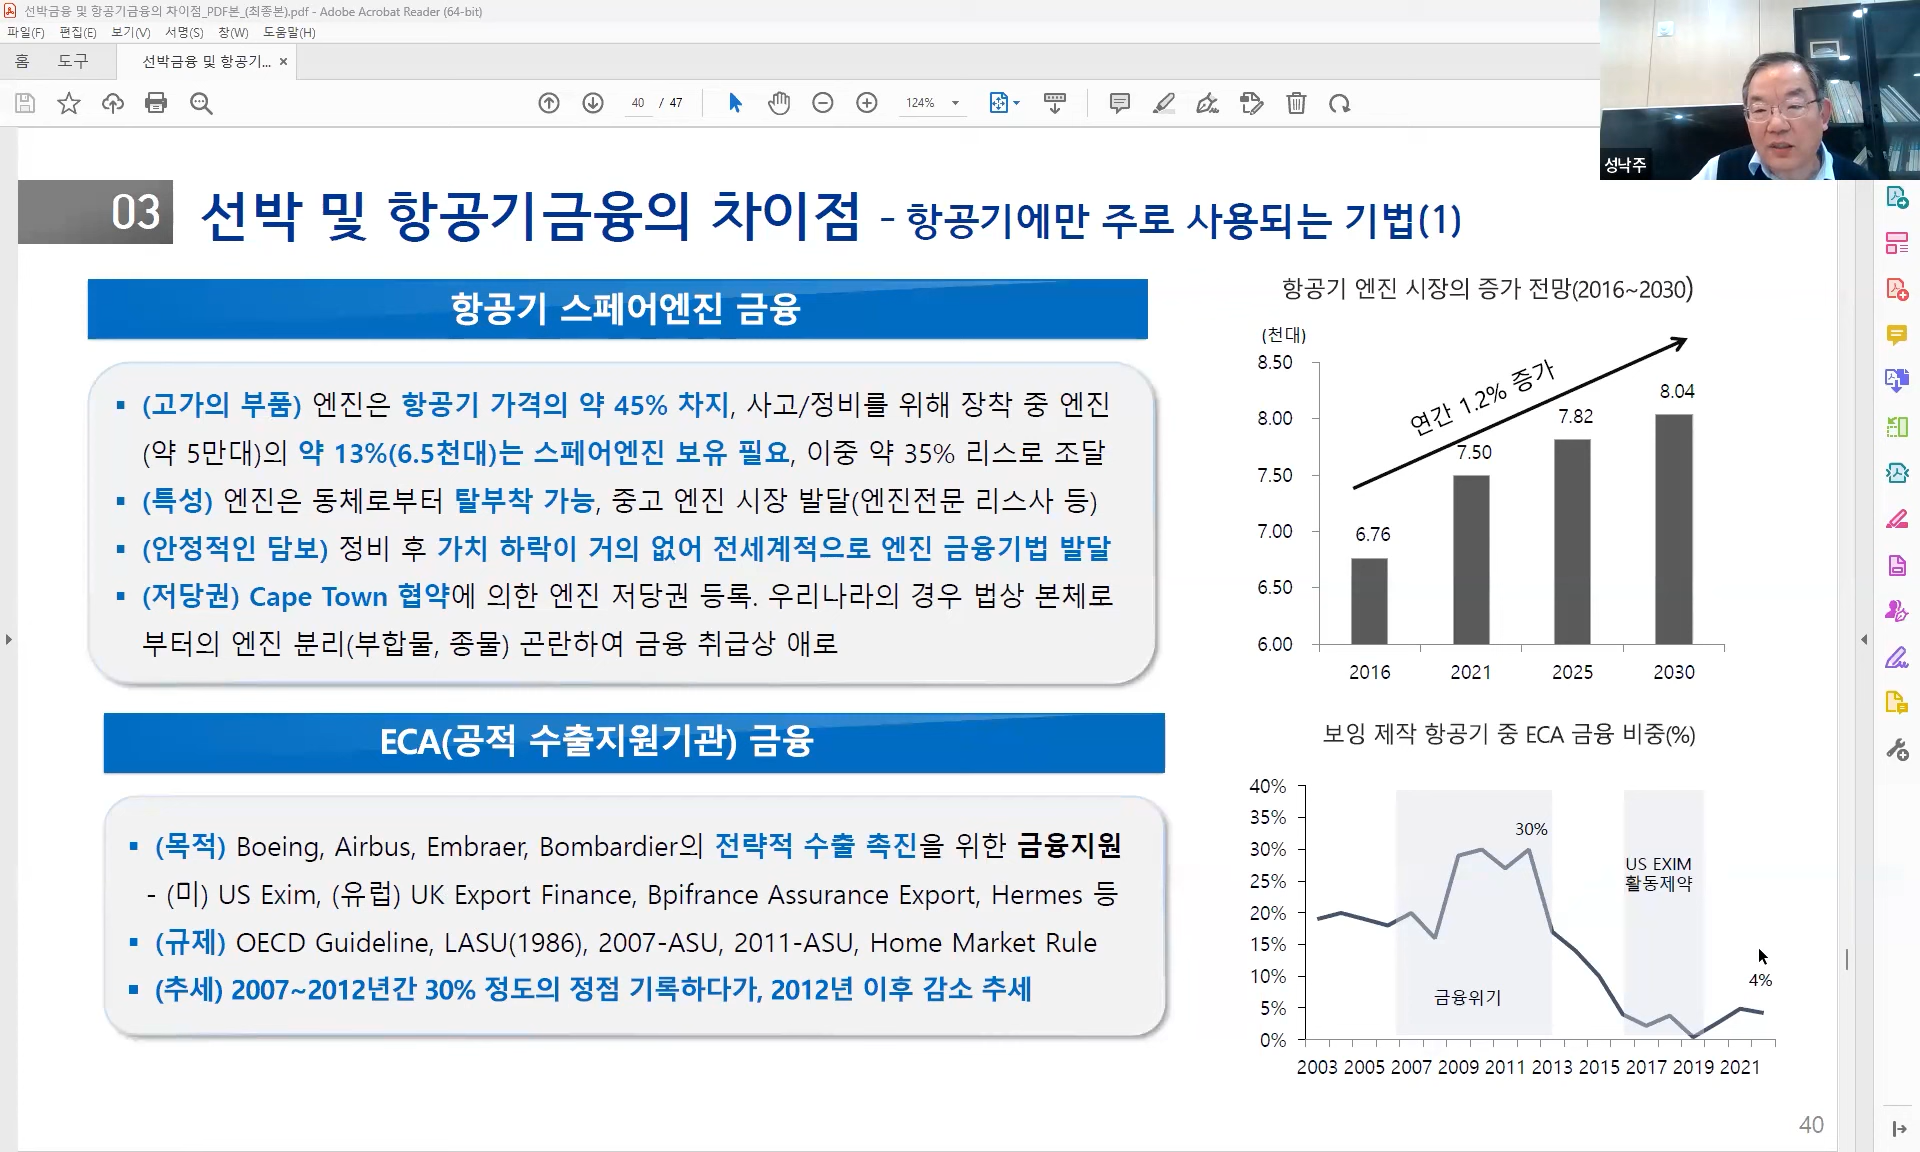 선박금융 및 항공기금융의 차이점_PDF본_(최종본).pdf - Adobe Acrobat Reader (64-bit)
파일(F) 편집(E) 보기(V) 서명(S) 창(W) 도움말(H)
홈 도구 선박금융 및 항공기... ×
40 / 47 124%
성낙주
03 선박 및 항공기금융의 차이점 - 항공기에만 주로 사용되는 기법(1)
항공기 스페어엔진 금융
▪ (고가의 부품) 엔진은 항공기 가격의 약 45% 차지, 사고/정비를 위해 장착 중 엔진
(약 5만대)의 약 13%(6.5천대)는 스페어엔진 보유 필요, 이중 약 35% 리스로 조달
▪ (특성) 엔진은 동체로부터 탈부착 가능, 중고 엔진 시장 발달(엔진전문 리스사 등)
▪ (안정적인 담보) 정비 후 가치 하락이 거의 없어 전세계적으로 엔진 금융기법 발달
▪ (저당권) Cape Town 협약에 의한 엔진 저당권 등록. 우리나라의 경우 법상 본체로
부터의 엔진 분리(부합물, 종물) 곤란하여 금융 취급상 애로
ECA(공적 수출지원기관) 금융
▪ (목적) Boeing, Airbus, Embraer, Bombardier의 전략적 수출 촉진을 위한 금융지원
- (미) US Exim, (유럽) UK Export Finance, Bpifrance Assurance Export, Hermes 등
▪ (규제) OECD Guideline, LASU(1986), 2007-ASU, 2011-ASU, Home Market Rule
▪ (추세) 2007~2012년간 30% 정도의 정점 기록하다가, 2012년 이후 감소 추세
항공기 엔진 시장의 증가 전망(2016~2030)
(천대)
8.50
8.00
7.50
7.00
6.50
6.00
연간 1.2% 증가
6.76
7.50
7.82
8.04
2016 2021 2025 2030
보잉 제작 항공기 중 ECA 금융 비중(%)
40%
35%
30%
25%
20%
15%
10%
5%
0%
30%
금융위기
US EXIM
활동제약
4%
2003 2005 2007 2009 2011 2013 2015 2017 2019 2021
40